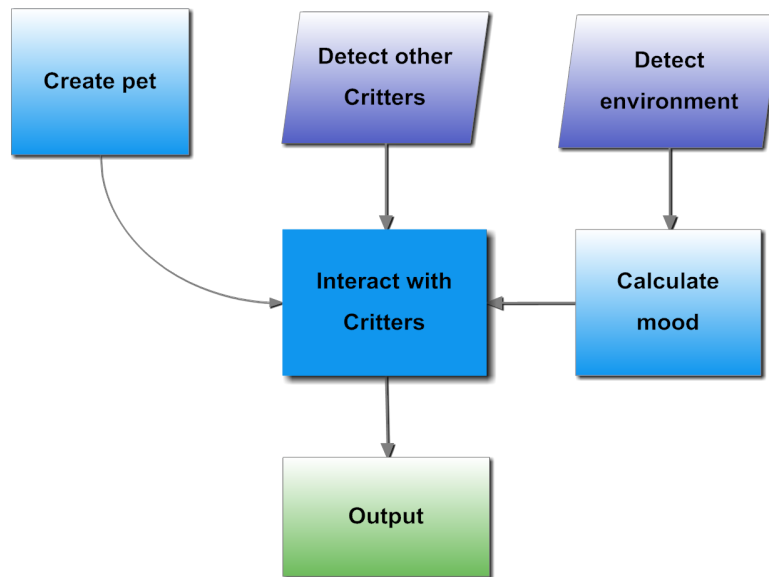 Create pet
Detect other
Critters
Detect
environment
Interact with
Critters
Calculate
mood
Output